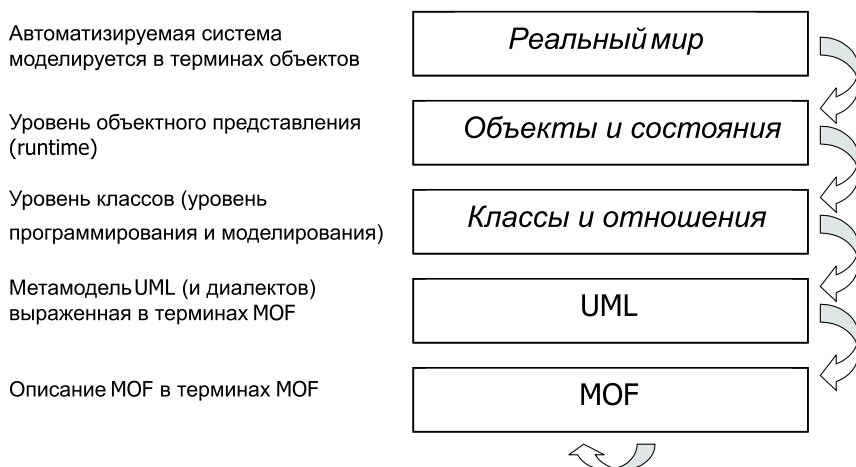 Автоматизируемая система
моделируется в терминах объектов
Реальный мир
Уровень объектного представления
(runtime)
Объекты и состояния
Уровень классов (уровень
программирования и моделирования)
Классы и отношения
Метамодель UML (и диалектов)
выраженная в терминах MOF
UML
Описание MOF в терминах MOF
MOF